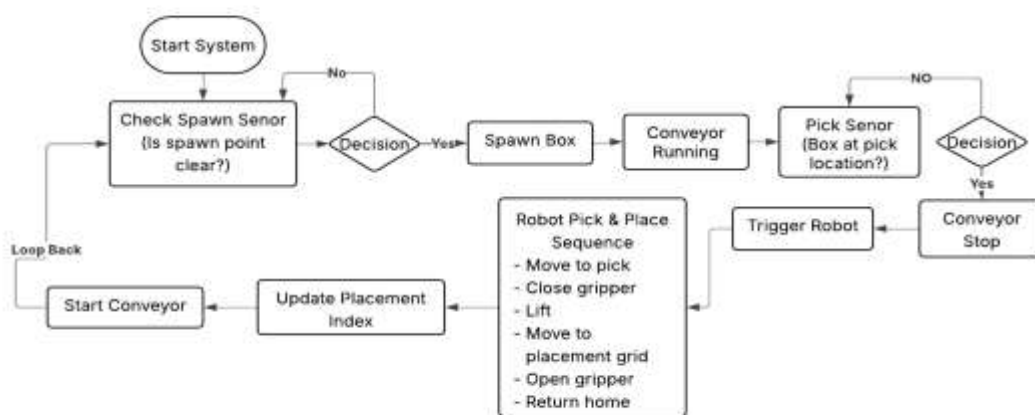 Start System
No
Check Spawn Senor
(Is spawn point
clear?)
Decision
Yes
Spawn Box
Conveyor
Running
Pick Senor
(Box at pick
location?)
NO
Decision
Yes
Conveyor
Stop
Trigger Robot
Robot Pick & Place
Sequence
- Move to pick
- Close gripper
- Lift
- Move to
placement grid
- Open gripper
- Return home
Update Placement
Index
Start Conveyor
Loop Back